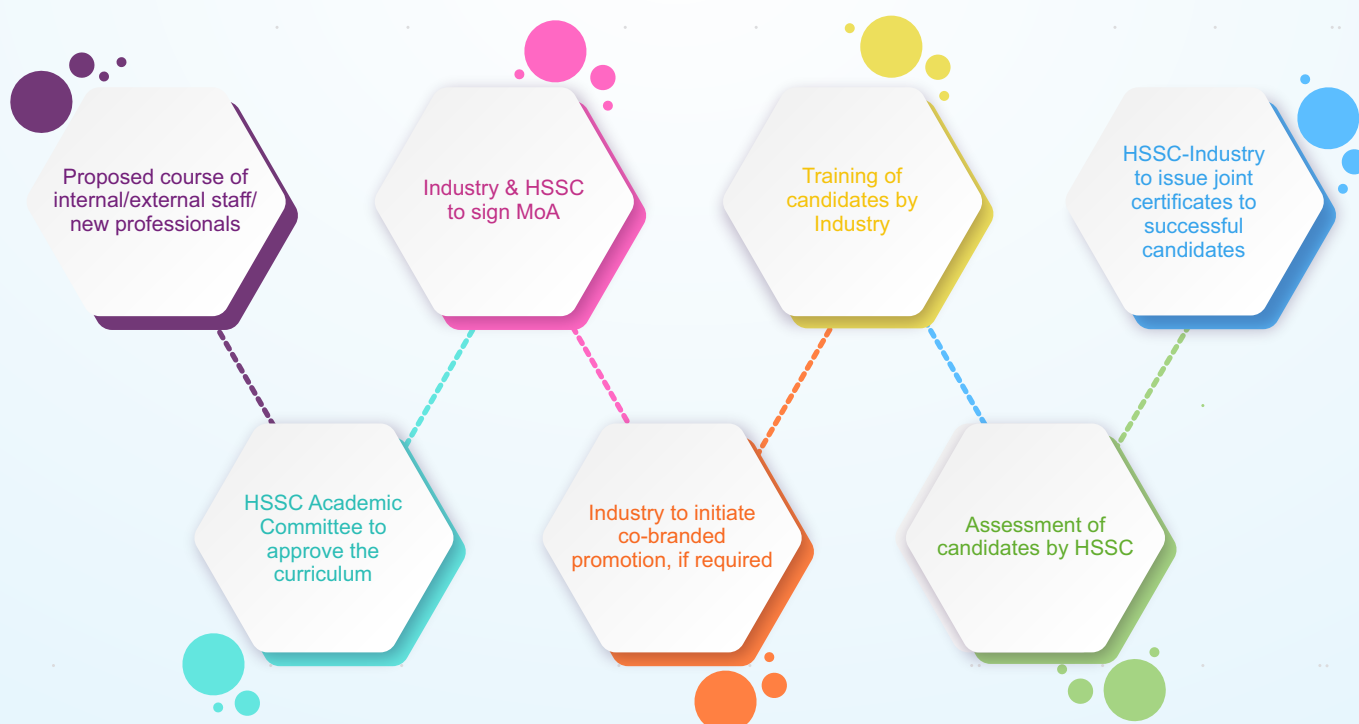 Proposed course of
internal/external staff/
new professionals
HSSC Academic
Committee to
approve the
curriculum
Industry & HSSC
to sign MoA
Industry to initiate
co-branded
promotion, if required
Training of
candidates by
Industry
Assessment of
candidates by HSSC
HSSC-Industry
to issue joint
certificates to
successful
candidates